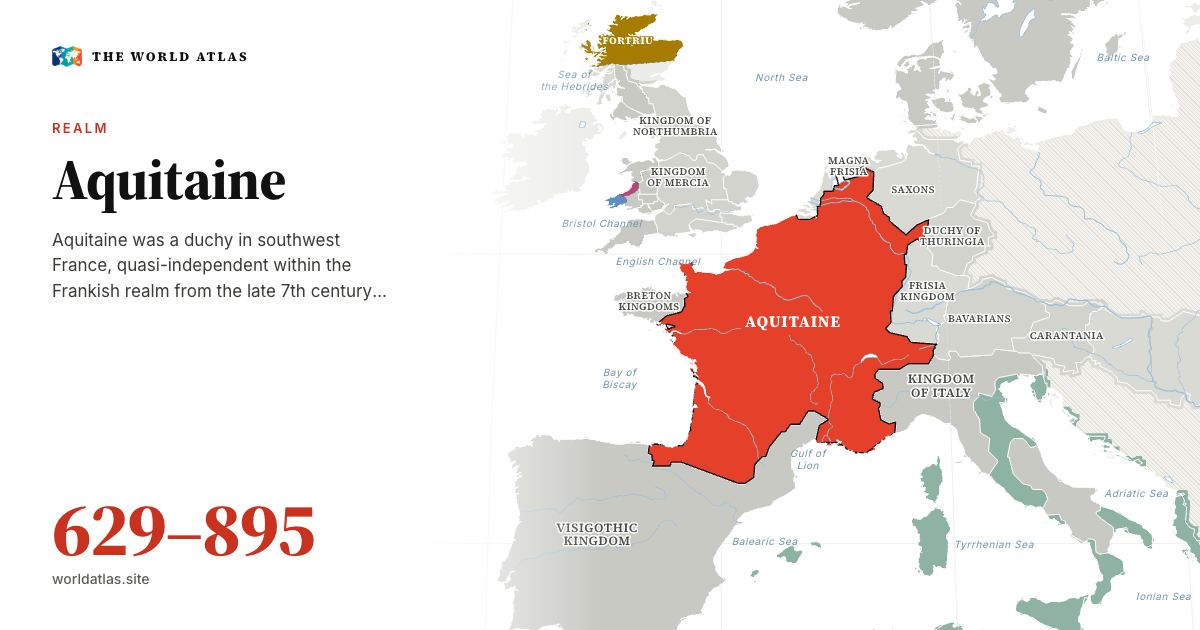 THE WORLD ATLAS
REALM
Aquitaine
Aquitaine was a duchy in southwest
France, quasi-independent within the
Frankish realm from the late 7th century...
629–895
worldatlas.site
FORTRIU
Sea of
the Hebrides
North Sea
Baltic Sea
KINGDOM OF
NORTHUMBRIA
MAGNA
FRISIA
KINGDOM
OF MERCIA
SAXONS
Bristol Channel
DUCHY OF
THURINGIA
English Channel
BRETON
KINGDOMS
FRISIA
KINGDOM
AQUITAINE
BAVARIANS
CARANTANIA
Bay of
Biscay
KINGDOM
OF ITALY
Gulf of
Lion
Adriatic Sea
VISIGOTHIC
KINGDOM
Balearic Sea
Tyrrhenian Sea
Ionian Sea